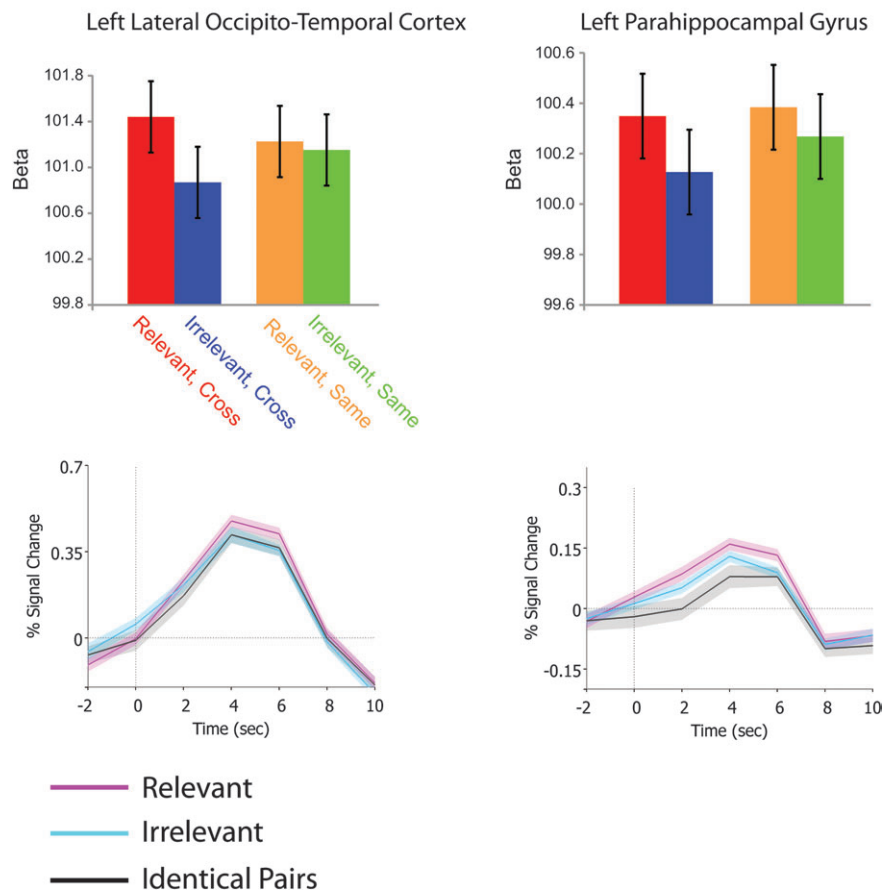 Left Lateral Occipito-Temporal Cortex
101.8
101.4
101.0
100.6
100.2
99.8
Beta
Relevant, Cross
Irrelevant, Cross
Relevant, Same
Irrelevant, Same
Left Parahippocampal Gyrus
100.6
100.4
100.2
100.0
99.8
99.6
Beta
0.7
0.35
0
% Signal Change
-2 0 2 4 6 8 10
Time (sec)
0.3
0.15
0
-0.15
% Signal Change
-2 0 2 4 6 8 10
Time (sec)
Relevant
Irrelevant
Identical Pairs